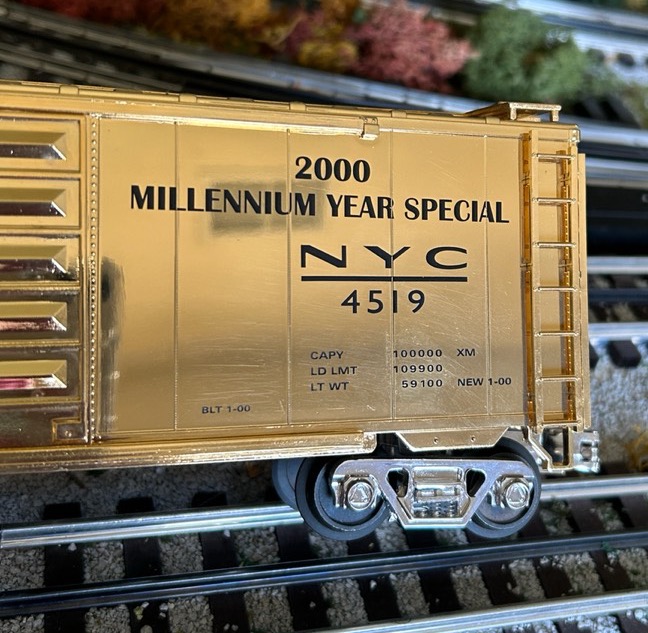 2000
MILLENNIUM YEAR SPECIAL
NYC
4519
CAPY 100000 XM
LD LMT 109900
LT WT 59100 NEW 1-00
BLT 1-00